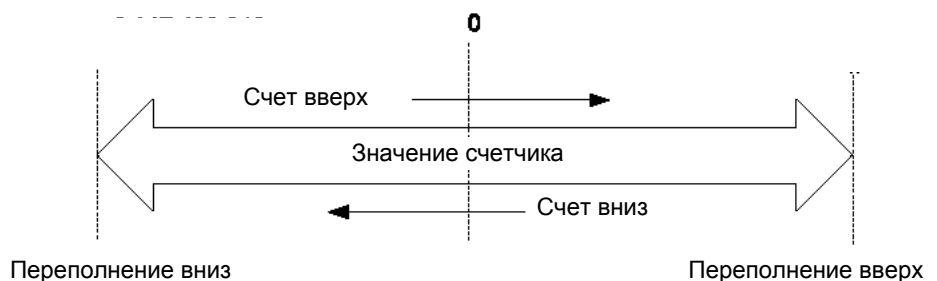 0
Счет вверх
Значение счетчика
Счет вниз
Переполнение вниз
Переполнение вверх